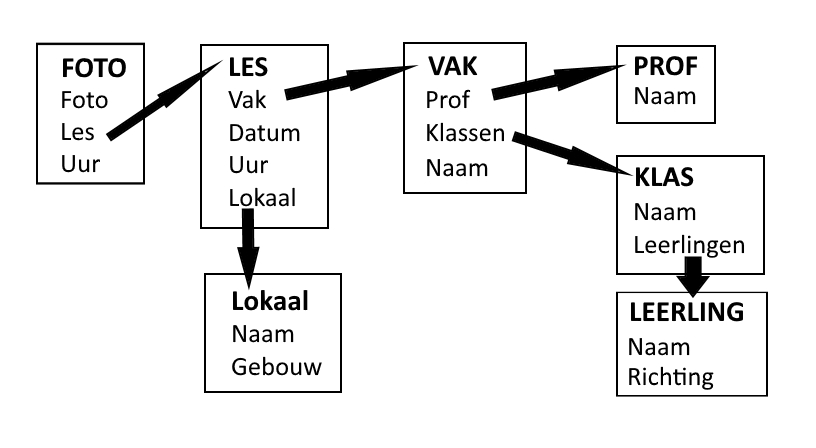 FOTO
Foto
Les
Uur
LES
Vak
Datum
Uur
Lokaal
Lokaal
Naam
Gebouw
VAK
Prof
Klassen
Naam
PROF
Naam
KLAS
Naam
Leerlingen
LEERLING
Naam
Richting